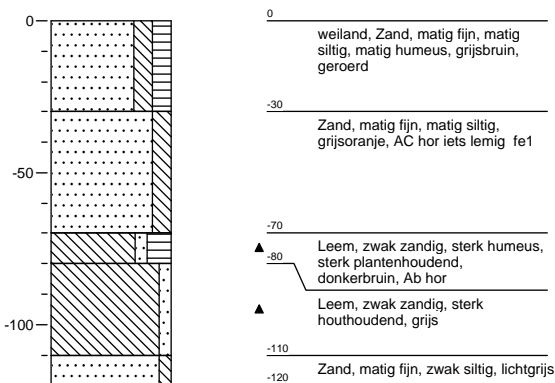 0
-50
-100
0
weiland, Zand, matig fijn, matig
siltig, matig humeus, grijsbruin,
geroerd
-30
Zand, matig fijn, matig siltig,
grijsoranje, AC hor iets lemig fe1
-70
Leem, zwak zandig, sterk humeus,
sterk plantenhoudend,
donkerbruin, Ab hor
-80
Leem, zwak zandig, sterk
houthoudend, grijs
-110
Zand, matig fijn, zwak siltig, lichtgrijs
-120